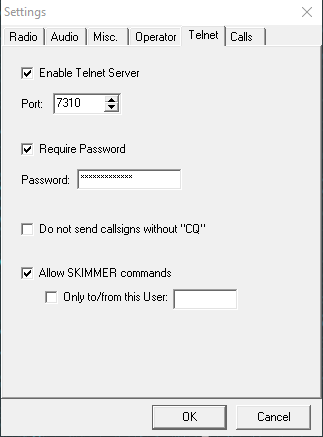 Settings
Radio Audio Misc. Operator Telnet Calls
Enable Telnet Server
Port: 7310
Require Password
Password: xxxxxxxxxxxxx
Do not send callsigns without "CQ"
Allow SKIMMER commands
Only to/from this User:
OK Cancel